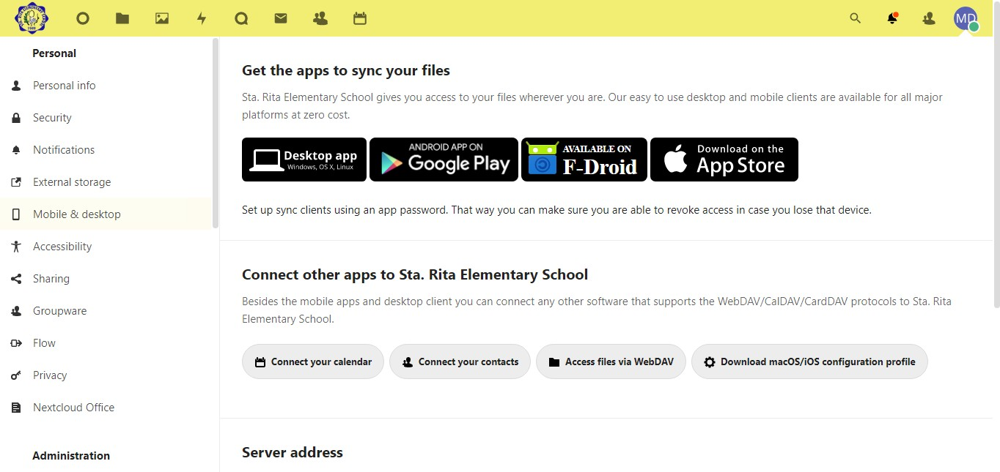 MD
Personal
Personal info
Security
Notifications
External storage
Mobile & desktop
Accessibility
Sharing
Groupware
Flow
Privacy
Nextcloud Office
Administration
Get the apps to sync your files
Sta. Rita Elementary School gives you access to your files wherever you are. Our easy to use desktop and mobile clients are available for all major
platforms at zero cost.
Desktop app
Windows, OS X, Linux
ANDROID APP ON
Google Play
AVAILABLE ON
F-Droid
Download on the
App Store
Set up sync clients using an app password. That way you can make sure you are able to revoke access in case you lose that device.
Connect other apps to Sta. Rita Elementary School
Besides the mobile apps and desktop client you can connect any other software that supports the WebDAV/CalDAV/CardDAV protocols to Sta. Rita
Elementary School.
Connect your calendar
Connect your contacts
Access files via WebDAV
Download macOS/iOS configuration profile
Server address